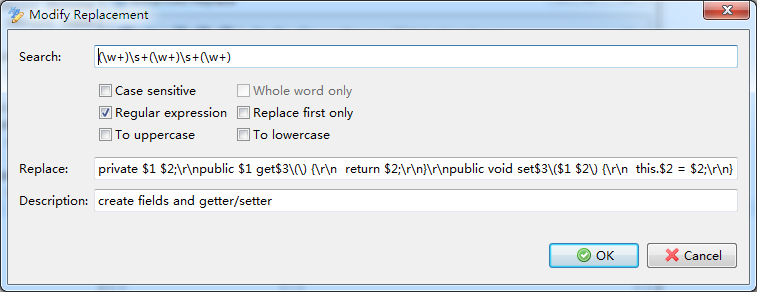 Modify Replacement
Search: (\w+)\s+(\w+)\s+(\w+)
Case sensitive Whole word only
Regular expression Replace first only
To uppercase To lowercase
Replace: private $1 $2;\r\npublic $1 get$3\(\) {\r\n  return $2;\r\n}\r\npublic void set$3\($1 $2\) {\r\n  this.$2 = $2;\r\n}
Description: create fields and getter/setter
OK Cancel